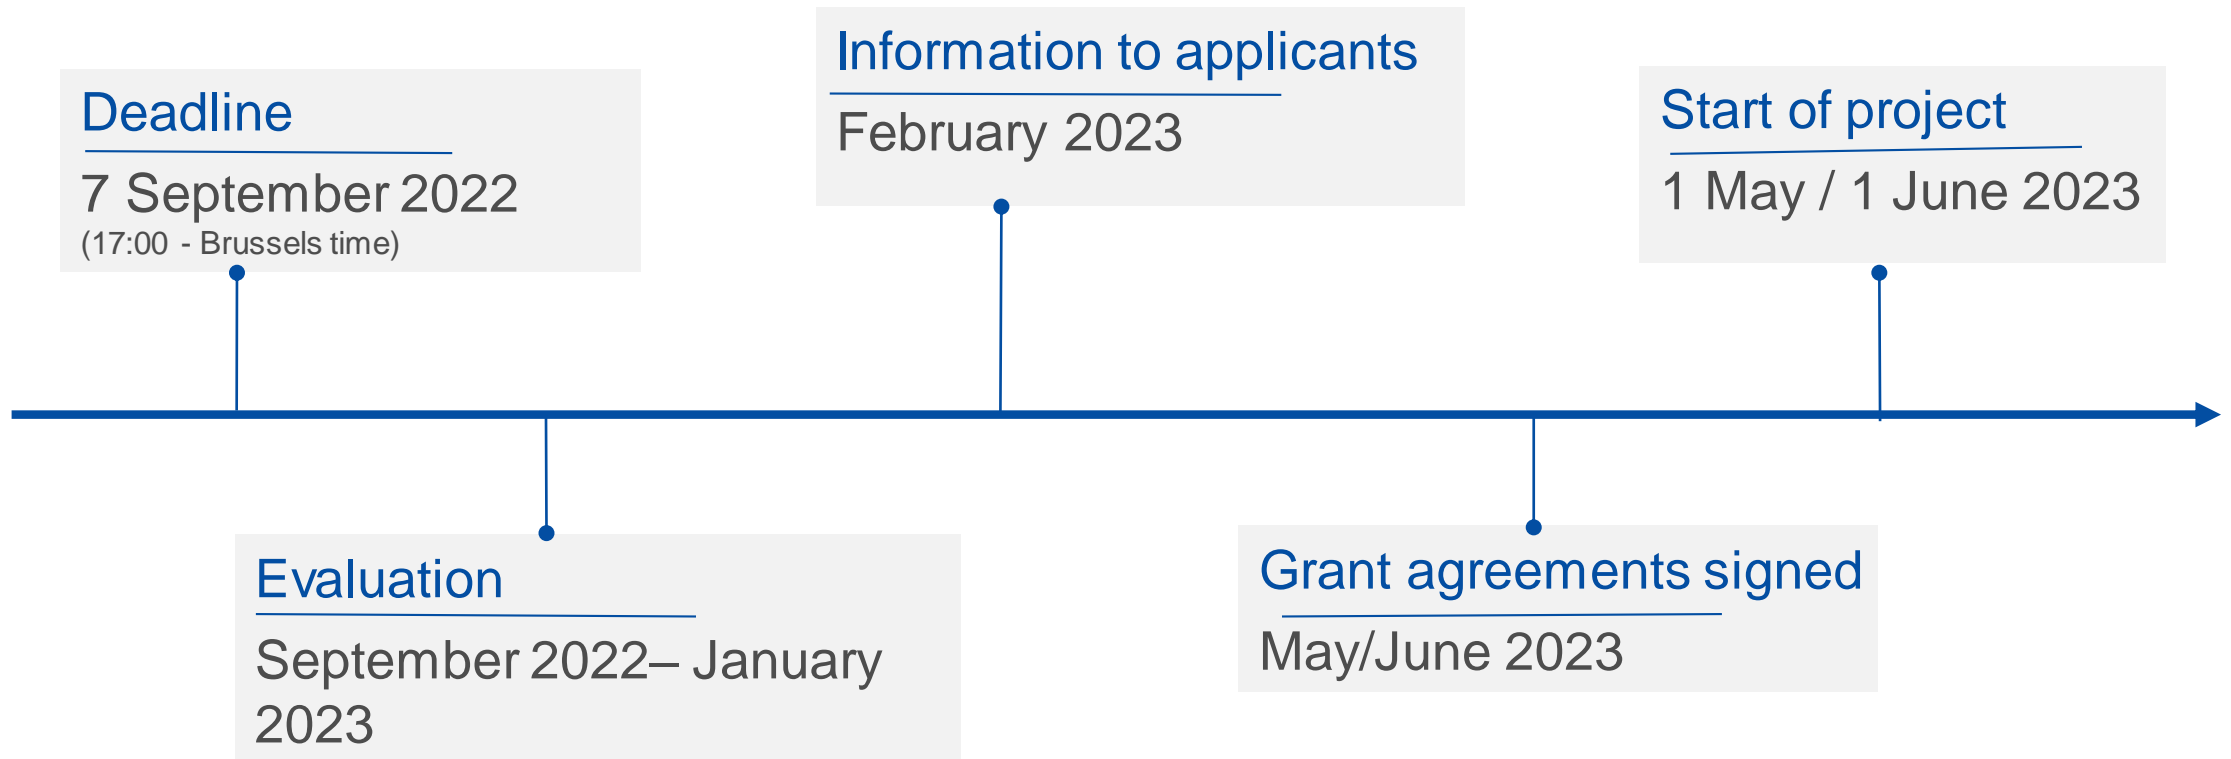 Deadline
7 September 2022
(17:00 - Brussels time)
Evaluation
September 2022– January
2023
Information to applicants
February 2023
Grant agreements signed
May/June 2023
Start of project
1 May / 1 June 2023